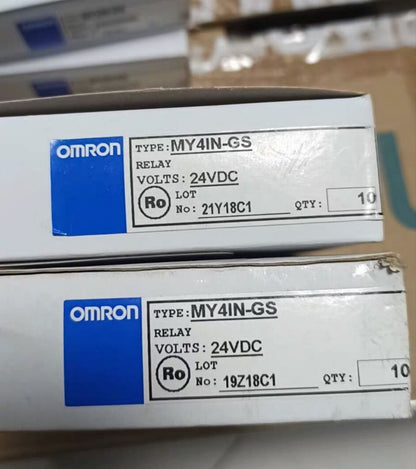 OMRON
TYPE: MY4IN-GS
RELAY
VOLTS: 24VDC
Ro
LOT
No: 21Y18C1 QTY: 10
OMRON
TYPE: MY4IN-GS
RELAY
VOLTS: 24VDC
Ro
LOT
No: 19Z18C1 QTY: 10